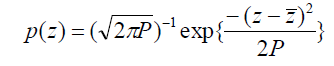 p(z) = (√2πP)⁻¹ exp{−(z − z̅)² / 2P}